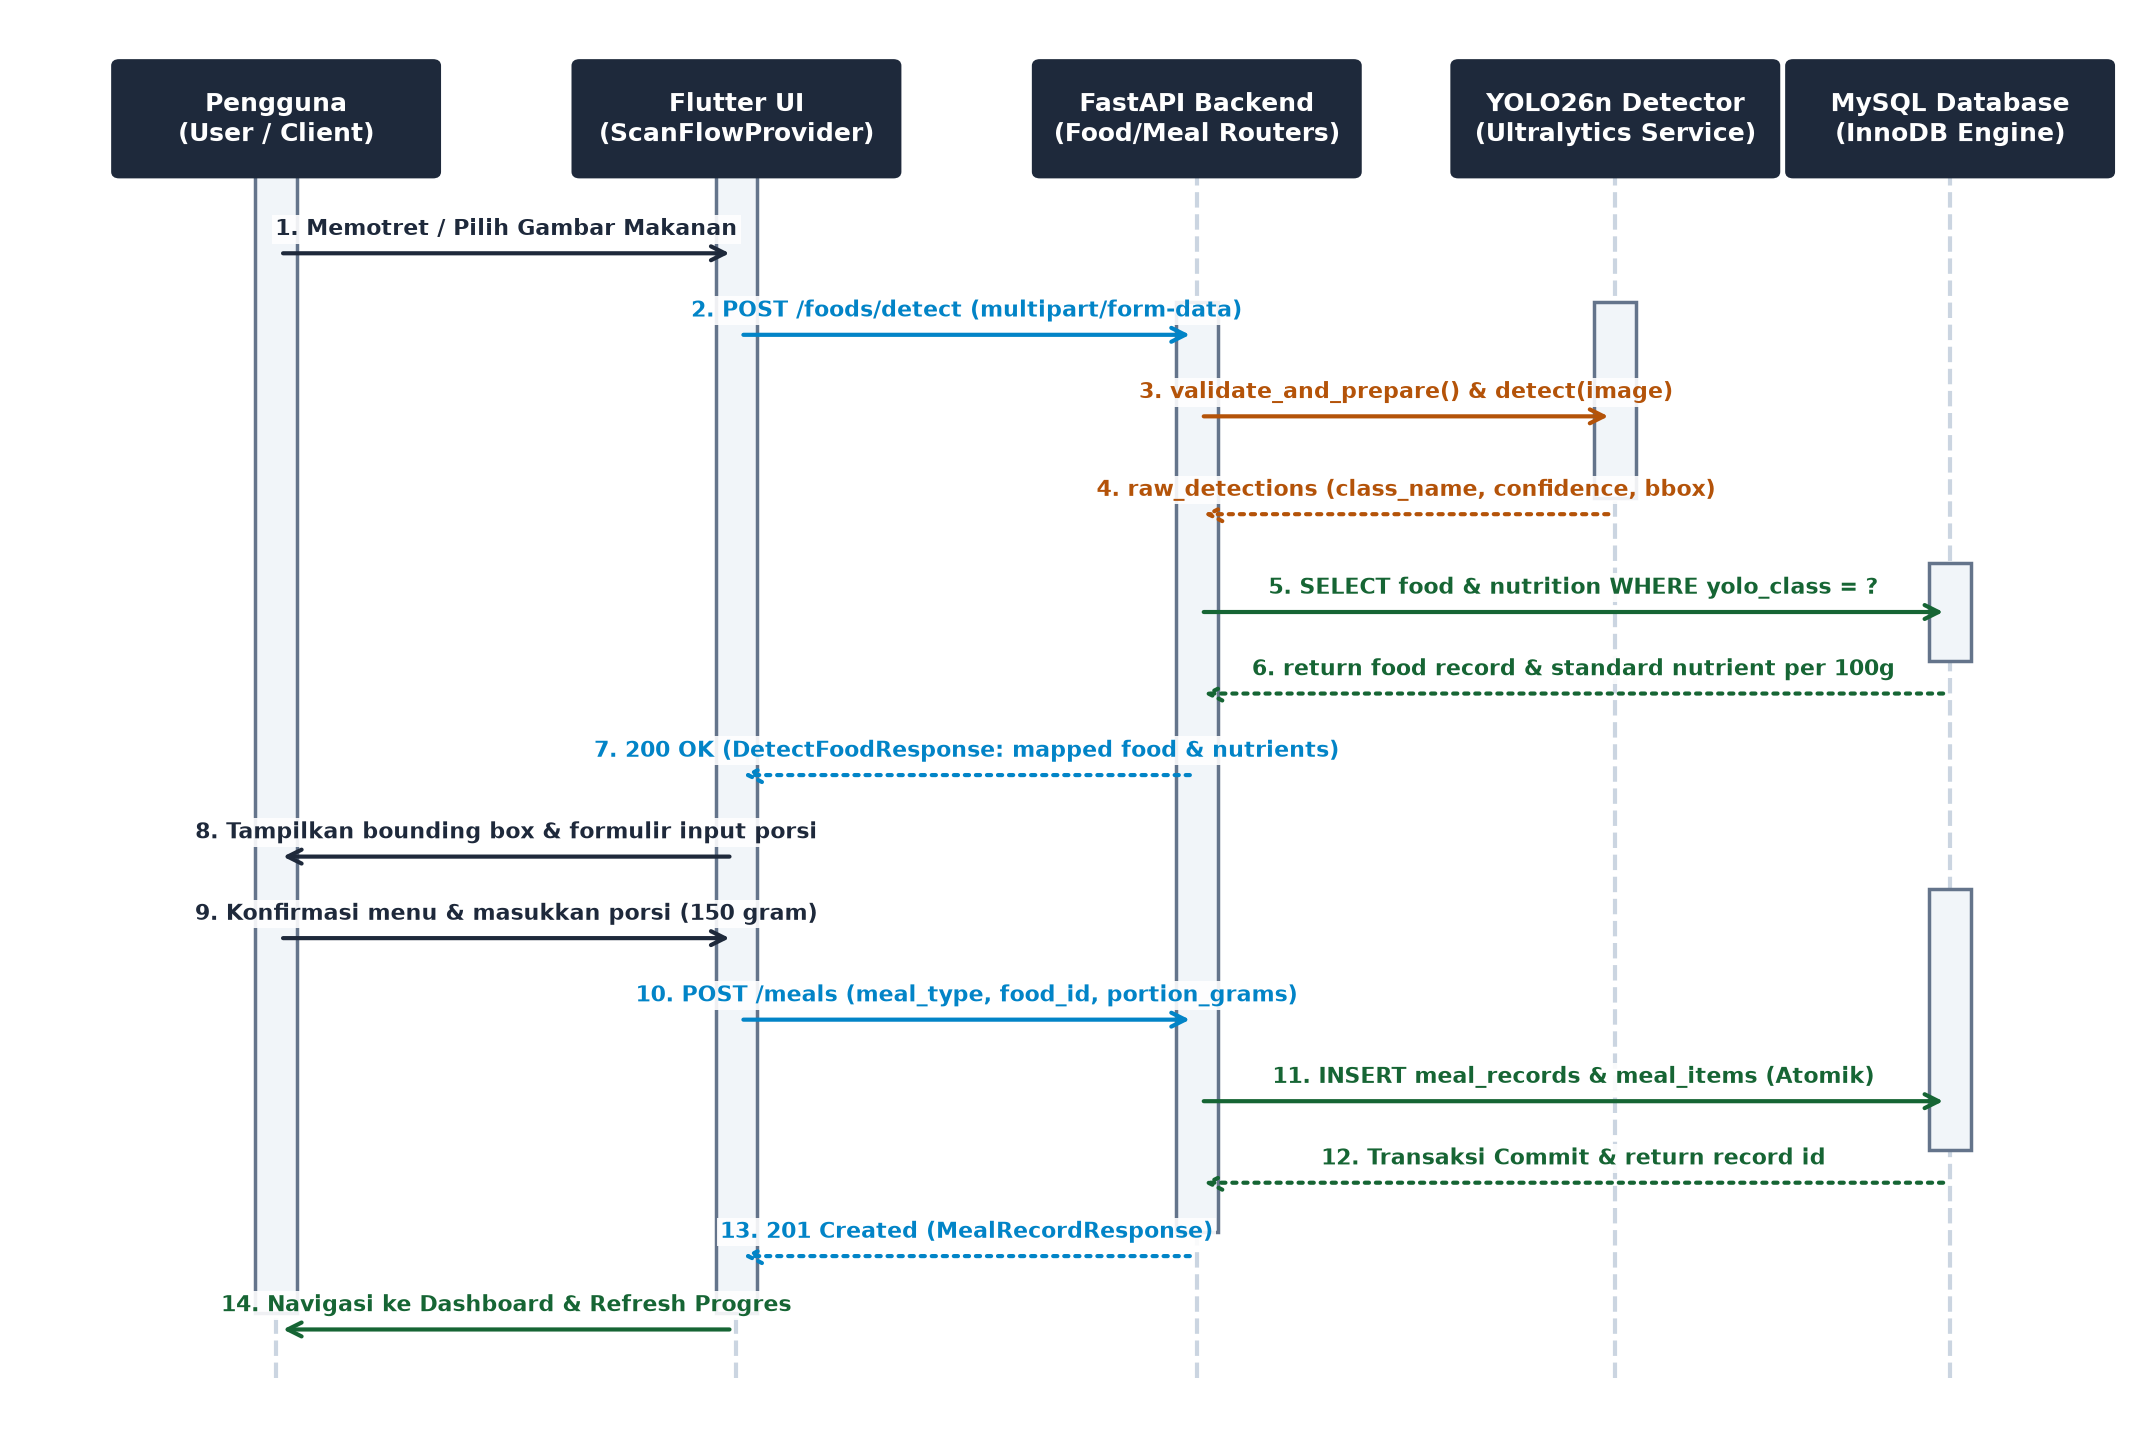 Pengguna
(User / Client)
Flutter UI
(ScanFlowProvider)
FastAPI Backend
(Food/Meal Routers)
YOLO26n Detector
(Ultralytics Service)
MySQL Database
(InnoDB Engine)
1. Memotret / Pilih Gambar Makanan
2. POST /foods/detect (multipart/form-data)
3. validate_and_prepare() & detect(image)
4. raw_detections (class_name, confidence, bbox)
5. SELECT food & nutrition WHERE yolo_class = ?
6. return food record & standard nutrient per 100g
7. 200 OK (DetectFoodResponse: mapped food & nutrients)
8. Tampilkan bounding box & formulir input porsi
9. Konfirmasi menu & masukkan porsi (150 gram)
10. POST /meals (meal_type, food_id, portion_grams)
11. INSERT meal_records & meal_items (Atomik)
12. Transaksi Commit & return record id
13. 201 Created (MealRecordResponse)
14. Navigasi ke Dashboard & Refresh Progres